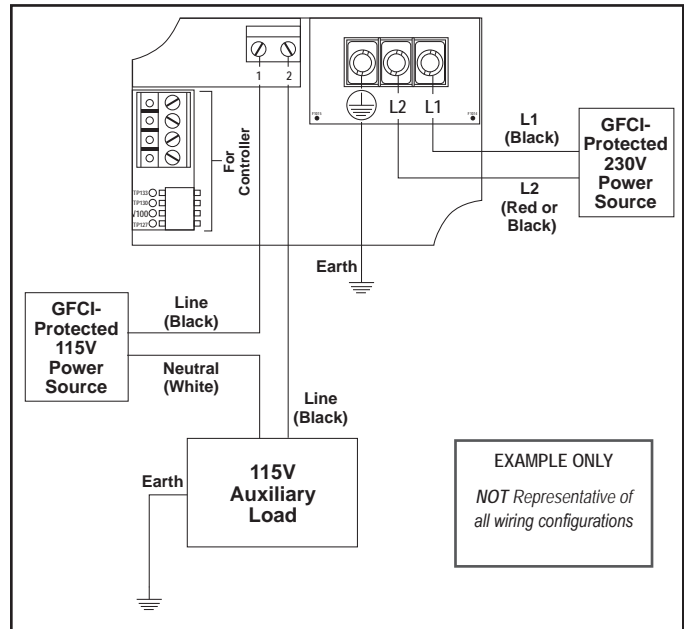 1 2
L2 L1
For
Controller
TP133
TP130
V100
TP127
L1
(Black)
L2
(Red or
Black)
GFCI-
Protected
230V
Power
Source
Earth
GFCI-
Protected
115V
Power
Source
Line
(Black)
Neutral
(White)
Line
(Black)
Earth
115V
Auxiliary
Load
EXAMPLE ONLY
NOT Representative of
all wiring configurations